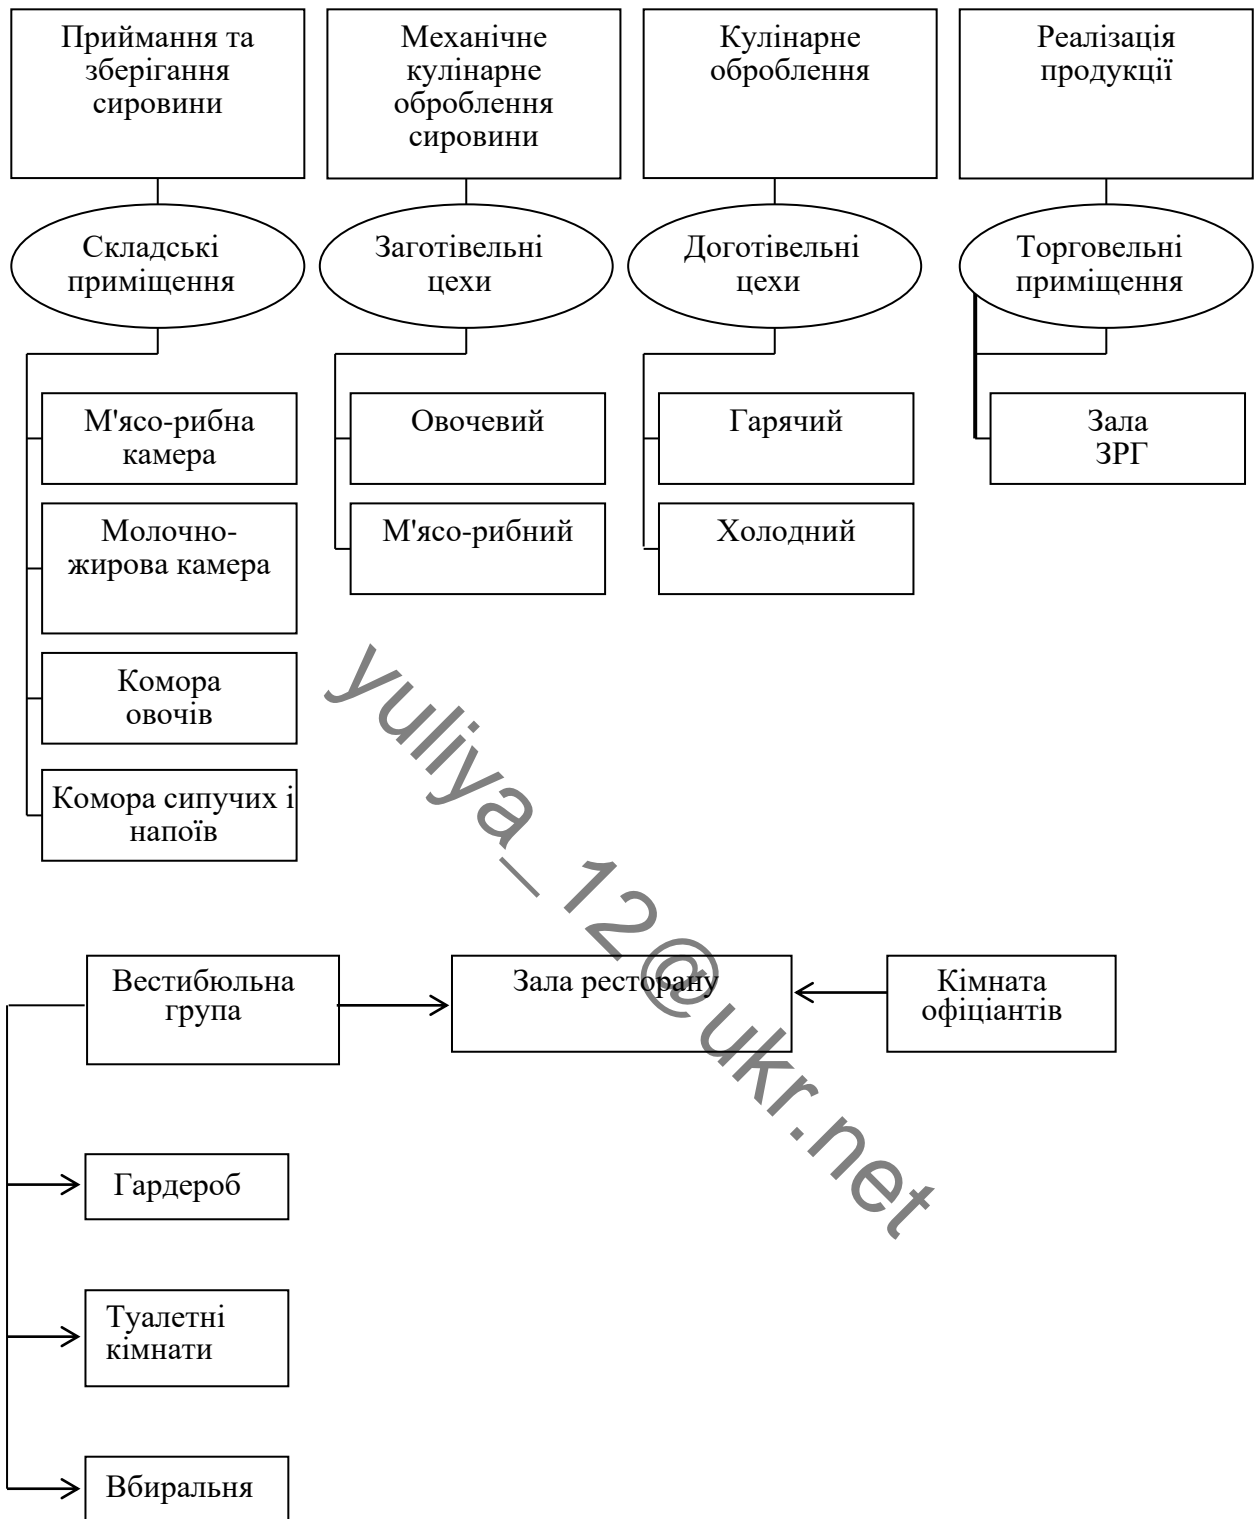 Приймання та
зберігання
сировини
Механічне
кулінарне
оброблення
сировини
Кулінарне
оброблення
Реалізація
продукції
Складські
приміщення
Заготівельні
цехи
Доготівельні
цехи
Торговельні
приміщення
М'ясо-рибна
камера
Молочно-
жирова камера
Комора
овочів
Комора сипучих і
напоїв
Овочевий
М'ясо-рибний
Гарячий
Холодний
Зала
ЗРГ
yuliya_12@ukr.net
Вестибюльна
група
Зала ресторану
Кімната
офіціантів
Гардероб
Туалетні
кімнати
Вбиральня